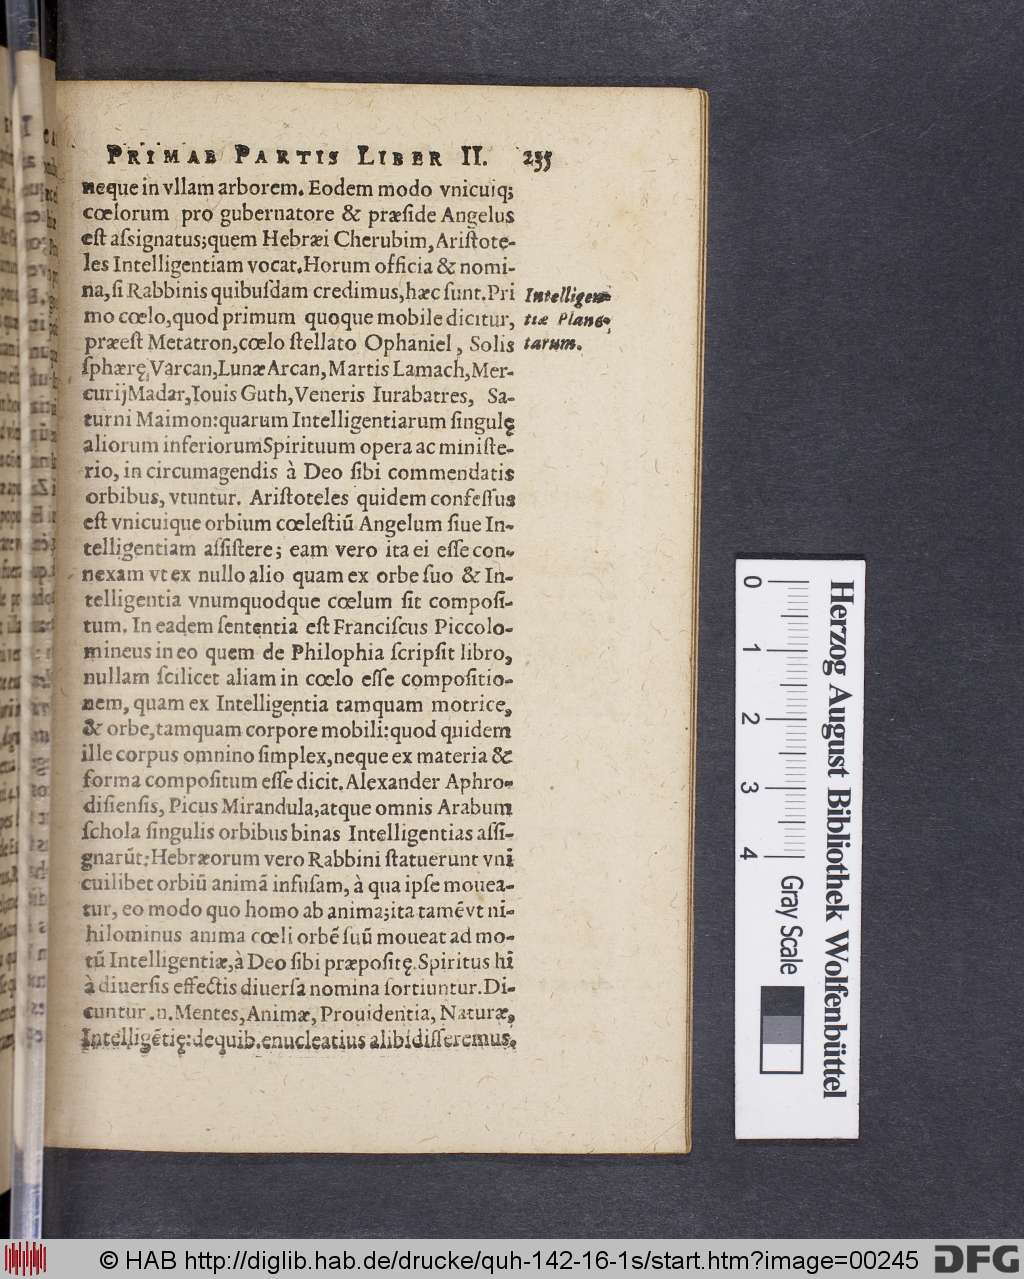 PRIMAE PARTIS LIBER II. 255
neque in vllam arborem. Eodem modo vnicuiq;
cœlorum pro gubernatore & præſide Angelus
eſt aſsignatus; quem Hebræi Cherubim, Ariſtote-
les Intelligentiam vocat. Horum officia & nomi-
na, ſi Rabbinis quibuſdam credimus, hæc ſunt. Pri
mo cœlo, quod primum quoque mobile dicitur,
præeſt Metatron, cœlo ſtellato Ophaniel, Solis
ſphærę, Varcan, Lunæ Arcan, Martis Lamach, Mer-
curij Madar, Iouis Guth, Veneris Iurabatres, Sa-
turni Maimon: quarum Intelligentiarum ſingulę
aliorum inferiorum Spirituum opera ac miniſte-
rio, in circumagendis à Deo ſibi commendatis
orbibus, vtuntur. Ariſtoteles quidem confeſſus
eſt vnicuique orbium cœleſtiũ Angelum ſiue In-
telligentiam aſſiſtere; eam vero ita ei eſſe con-
nexam vt ex nullo alio quam ex orbe ſuo & In-
telligentia vnumquodque cœlum ſit compoſi-
tum. In eadem ſententia eſt Franciſcus Piccolo-
mineus in eo quem de Philophia ſcripſit libro,
nullam ſcilicet aliam in cœlo eſſe compoſitio-
nem, quam ex Intelligentia tamquam motrice,
& orbe, tamquam corpore mobili: quod quidem
ille corpus omnino ſimplex, neque ex materia &
forma compoſitum eſſe dicit. Alexander Aphro-
diſienſis, Picus Mirandula, atque omnis Arabum
ſchola ſingulis orbibus binas Intelligentias aſſi-
gnarũt; Hebræorum vero Rabbini ſtatuerunt vni
cuilibet orbiũ animã infuſam, à qua ipſe mouea-
tur, eo modo quo homo ab anima; ita tamẽ vt ni-
hilominus anima cœli orbẽ ſuũ moueat ad mo-
tũ Intelligentiæ, à Deo ſibi præpoſitę. Spiritus hi
à diuerſis effectis diuerſa nomina ſortiuntur. Di-
cuntur .n. Mentes, Animæ, Prouidentia, Naturæ,
Intelligẽtię: de quib. enucleatius alibi diſſeremus.
Intelligen-
tiæ Plane-
tarum.
0 1 2 3 4
Gray Scale
Herzog August Bibliothek Wolfenbüttel
© HAB http://diglib.hab.de/drucke/quh-142-16-1s/start.htm?image=00245
DFG